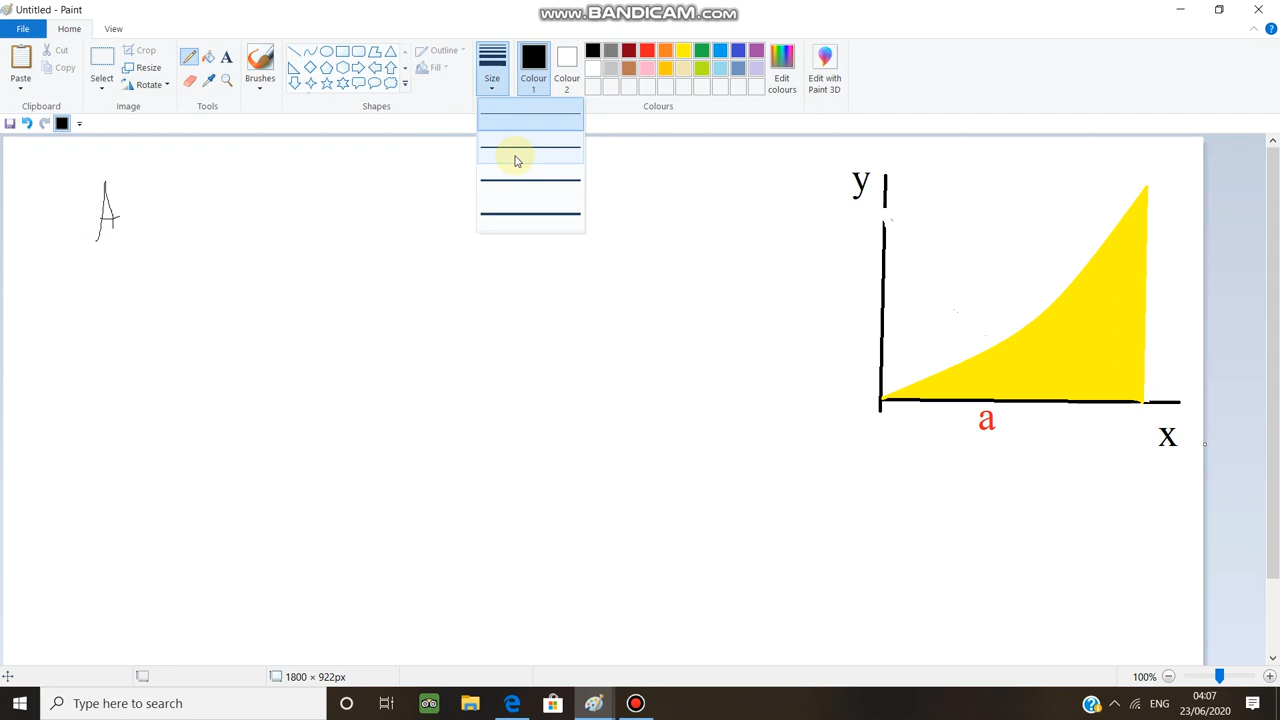 www.BANDICAM.com
Untitled - Paint
File
Home
View
Paste
Cut
Copy
Clipboard
Select
Crop
Resize
Rotate
Image
Tools
Brushes
Shapes
Outline
Fill
Size
Colour 1
Colour 2
Colours
Edit colours
Edit with Paint 3D
A
y
a
x
1800 × 922px
100%
Type here to search
ENG
04:07
23/06/2020